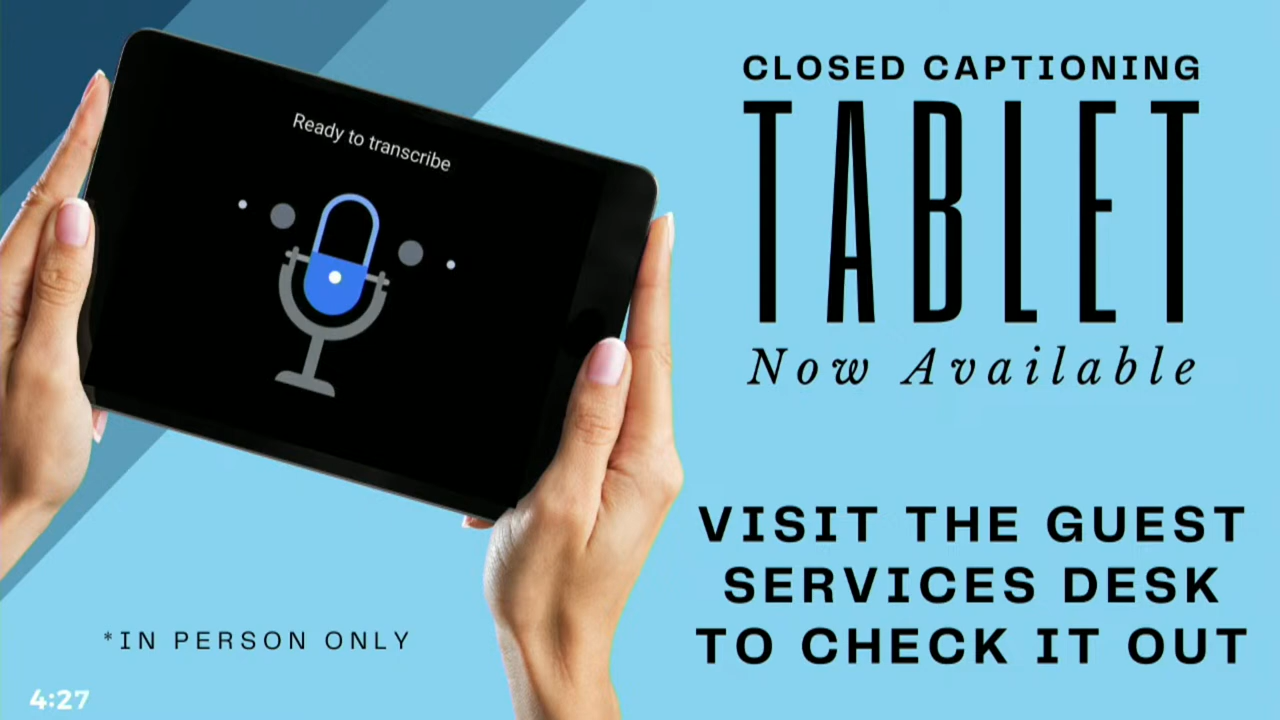 Ready to transcribe
CLOSED CAPTIONING
TABLET
Now Available
VISIT THE GUEST
SERVICES DESK
TO CHECK IT OUT
*IN PERSON ONLY
4:27